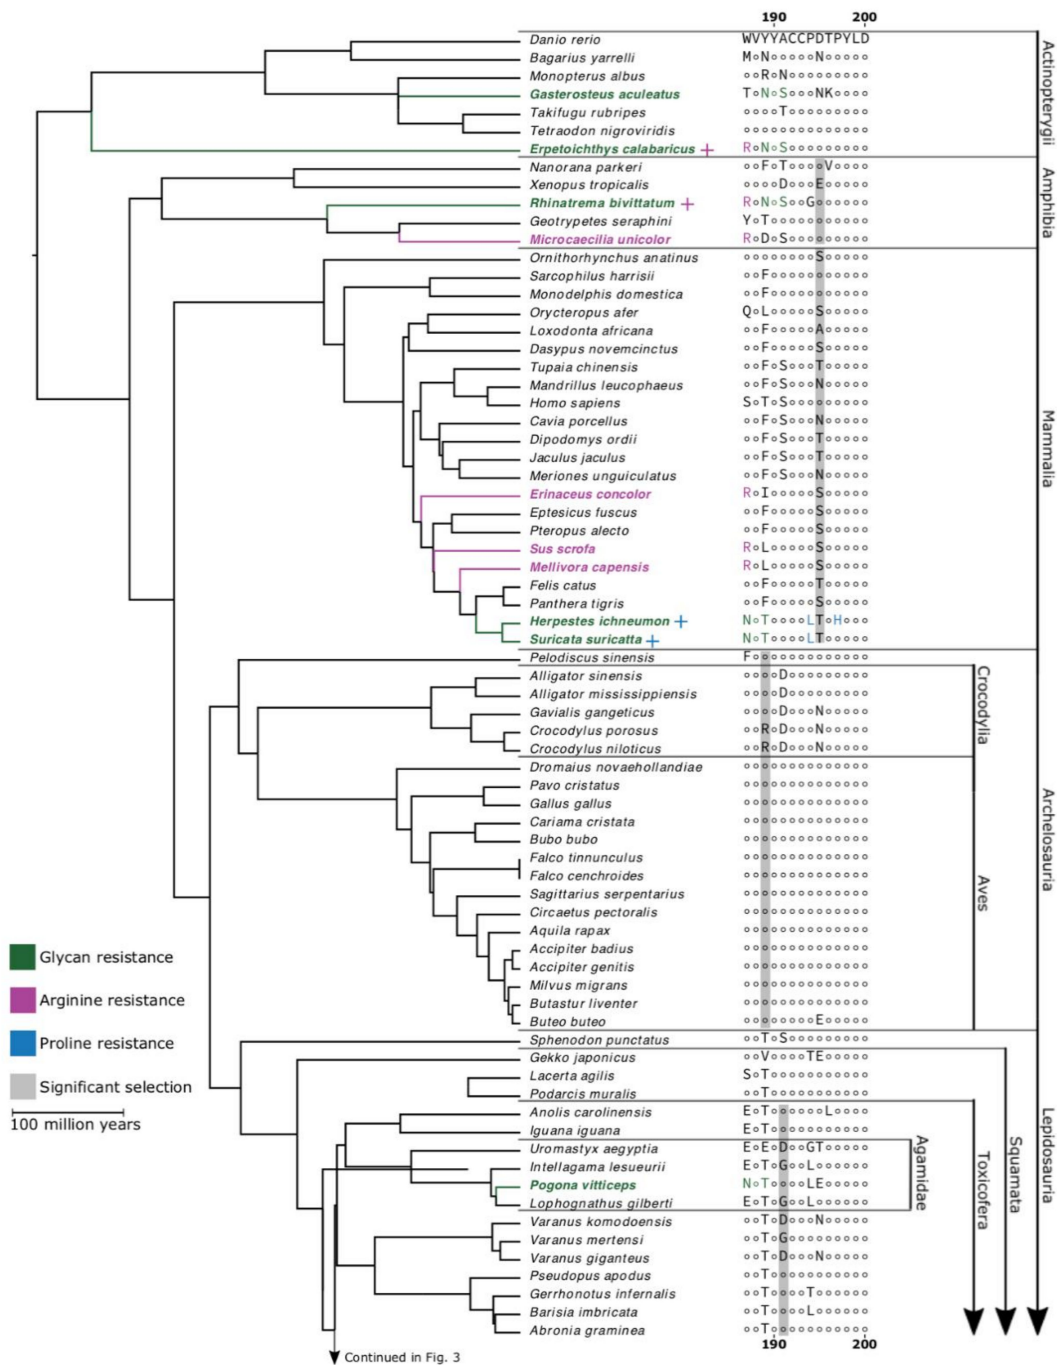 190 200
Danio rerio WVYYACCPDTPYLD
Bagarius yarrelli M∘N∘∘∘∘∘N∘∘∘∘∘
Monopterus albus ∘∘R∘N∘∘∘∘∘∘∘∘∘
Gasterosteus aculeatus T∘N∘S∘∘∘NK∘∘∘∘
Takifugu rubripes ∘∘∘∘T∘∘∘∘∘∘∘∘∘
Tetraodon nigroviridis ∘∘∘∘∘∘∘∘∘∘∘∘∘∘
Erpetoichthys calabaricus + R∘N∘S∘∘∘∘∘∘∘∘∘
Actinopterygii
Nanorana parkeri ∘∘F∘T∘∘∘∘V∘∘∘∘
Xenopus tropicalis ∘∘∘∘D∘∘∘E∘∘∘∘∘
Rhinatrema bivittatum + R∘N∘S∘∘G∘∘∘∘∘∘
Geotrypetes seraphini Y∘T∘∘∘∘∘∘∘∘∘∘∘
Microcaecilia unicolor R∘D∘S∘∘∘∘∘∘∘∘∘
Amphibia
Ornithorhynchus anatinus ∘∘∘∘∘∘∘∘S∘∘∘∘∘
Sarcophilus harrisii ∘∘F∘∘∘∘∘∘∘∘∘∘∘
Monodelphis domestica ∘∘F∘∘∘∘∘∘∘∘∘∘∘
Orycteropus afer Q∘L∘∘∘∘∘S∘∘∘∘∘
Loxodonta africana ∘∘F∘∘∘∘∘A∘∘∘∘∘
Dasypus novemcinctus ∘∘F∘∘∘∘∘S∘∘∘∘∘
Tupaia chinensis ∘∘F∘S∘∘∘T∘∘∘∘∘
Mandrillus leucophaeus ∘∘F∘S∘∘∘N∘∘∘∘∘
Homo sapiens S∘T∘S∘∘∘∘∘∘∘∘∘
Cavia porcellus ∘∘F∘S∘∘∘N∘∘∘∘∘
Dipodomys ordii ∘∘F∘S∘∘∘T∘∘∘∘∘
Jaculus jaculus ∘∘F∘S∘∘∘T∘∘∘∘∘
Meriones unguiculatus ∘∘F∘S∘∘∘N∘∘∘∘∘
Erinaceus concolor R∘I∘∘∘∘∘S∘∘∘∘∘
Eptesicus fuscus ∘∘F∘∘∘∘∘S∘∘∘∘∘
Pteropus alecto ∘∘F∘∘∘∘∘S∘∘∘∘∘
Sus scrofa R∘L∘∘∘∘∘S∘∘∘∘∘
Mellivora capensis R∘L∘∘∘∘∘S∘∘∘∘∘
Felis catus ∘∘F∘∘∘∘∘T∘∘∘∘∘
Panthera tigris ∘∘F∘∘∘∘∘S∘∘∘∘∘
Herpestes ichneumon + N∘T∘∘∘∘LT∘H∘∘∘
Suricata suricatta + N∘T∘∘∘∘LT∘∘∘∘∘
Mammalia
Pelodiscus sinensis F∘∘∘∘∘∘∘∘∘∘∘∘∘
Alligator sinensis ∘∘∘∘D∘∘∘∘∘∘∘∘∘
Alligator mississippiensis ∘∘∘∘D∘∘∘∘∘∘∘∘∘
Gavialis gangeticus ∘∘∘∘D∘∘∘N∘∘∘∘∘
Crocodylus porosus ∘∘R∘D∘∘∘N∘∘∘∘∘
Crocodylus niloticus ∘∘R∘D∘∘∘N∘∘∘∘∘
Crocodylia
Dromaius novaehollandiae ∘∘∘∘∘∘∘∘∘∘∘∘∘∘
Pavo cristatus ∘∘∘∘∘∘∘∘∘∘∘∘∘∘
Gallus gallus ∘∘∘∘∘∘∘∘∘∘∘∘∘∘
Cariama cristata ∘∘∘∘∘∘∘∘∘∘∘∘∘∘
Bubo bubo ∘∘∘∘∘∘∘∘∘∘∘∘∘∘
Falco tinnunculus ∘∘∘∘∘∘∘∘∘∘∘∘∘∘
Falco cenchroides ∘∘∘∘∘∘∘∘∘∘∘∘∘∘
Sagittarius serpentarius ∘∘∘∘∘∘∘∘∘∘∘∘∘∘
Circaetus pectoralis ∘∘∘∘∘∘∘∘∘∘∘∘∘∘
Aquila rapax ∘∘∘∘∘∘∘∘∘∘∘∘∘∘
Accipiter badius ∘∘∘∘∘∘∘∘∘∘∘∘∘∘
Accipiter genitis ∘∘∘∘∘∘∘∘∘∘∘∘∘∘
Milvus migrans ∘∘∘∘∘∘∘∘∘∘∘∘∘∘
Butastur liventer ∘∘∘∘∘∘∘∘∘∘∘∘∘∘
Buteo buteo ∘∘∘∘∘∘∘∘E∘∘∘∘∘
Aves
Archelosauria
Sphenodon punctatus ∘∘T∘S∘∘∘∘∘∘∘∘∘
Gekko japonicus ∘∘V∘∘∘∘TE∘∘∘∘∘
Lacerta agilis S∘T∘∘∘∘∘∘∘∘∘∘∘
Podarcis muralis ∘∘T∘∘∘∘∘∘∘∘∘∘∘
Anolis carolinensis E∘T∘∘∘∘∘∘L∘∘∘∘
Iguana iguana E∘T∘∘∘∘∘∘∘∘∘∘∘
Uromastyx aegyptia E∘E∘D∘∘GT∘∘∘∘∘
Intellagama lesueurii E∘T∘G∘∘L∘∘∘∘∘∘
Pogona vitticeps N∘T∘∘∘∘LE∘∘∘∘∘
Lophognathus gilberti E∘T∘G∘∘L∘∘∘∘∘∘
Agamidae
Varanus komodoensis ∘∘T∘D∘∘∘N∘∘∘∘∘
Varanus mertensi ∘∘T∘G∘∘∘∘∘∘∘∘∘
Varanus giganteus ∘∘T∘D∘∘∘N∘∘∘∘∘
Pseudopus apodus ∘∘T∘∘∘∘∘∘∘∘∘∘∘
Gerrhonotus infernalis ∘∘T∘∘∘∘T∘∘∘∘∘∘
Barisia imbricata ∘∘T∘∘∘∘L∘∘∘∘∘∘
Abronia graminea ∘∘T∘∘∘∘∘∘∘∘∘∘∘
Toxicofera
Squamata
Lepidosauria
190 200
Continued in Fig. 3
Glycan resistance
Arginine resistance
Proline resistance
Significant selection
100 million years